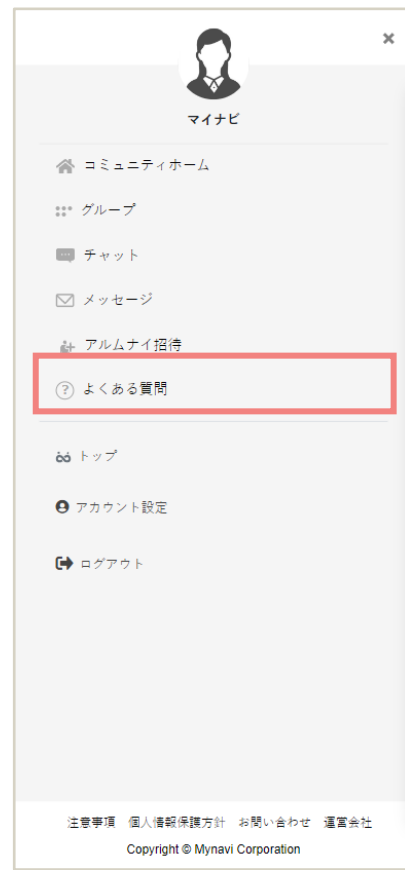 マイナビ
コミュニティホーム
グループ
チャット
メッセージ
アルムナイ招待
よくある質問
トップ
アカウント設定
ログアウト
注意事項 個人情報保護方針 お問い合わせ 運営会社
Copyright © Mynavi Corporation